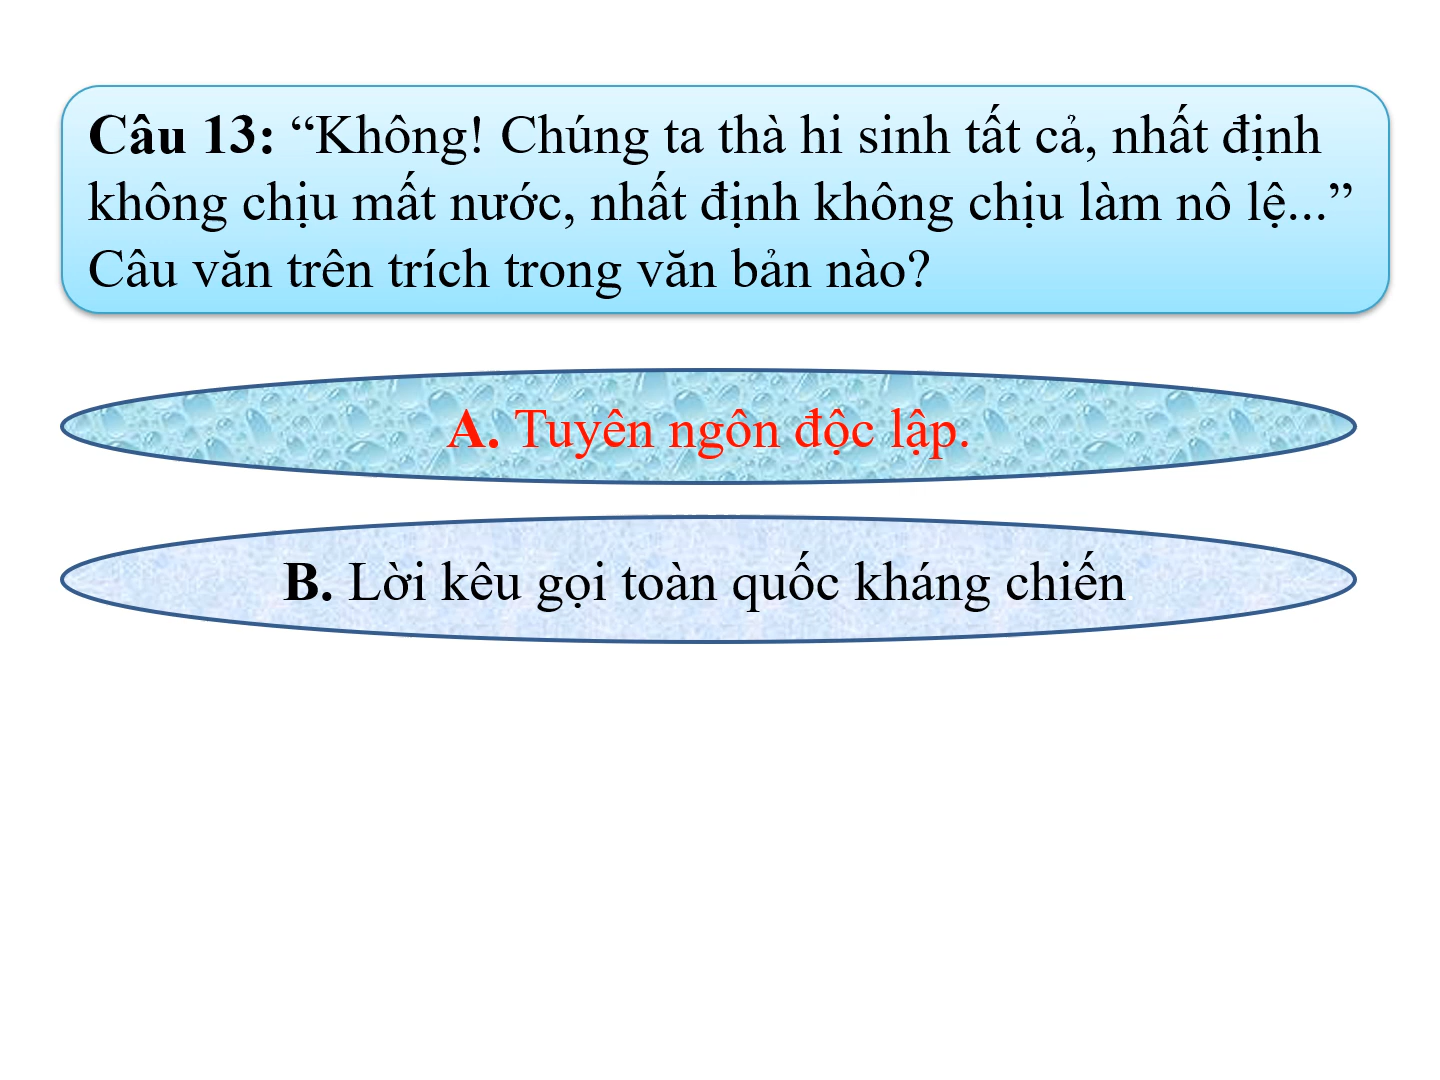 Câu 13: “Không! Chúng ta thà hi sinh tất cả, nhất định
không chịu mất nước, nhất định không chịu làm nô lệ...”
Câu văn trên trích trong văn bản nào?
A. Tuyên ngôn độc lập.
B. Lời kêu gọi toàn quốc kháng chiến